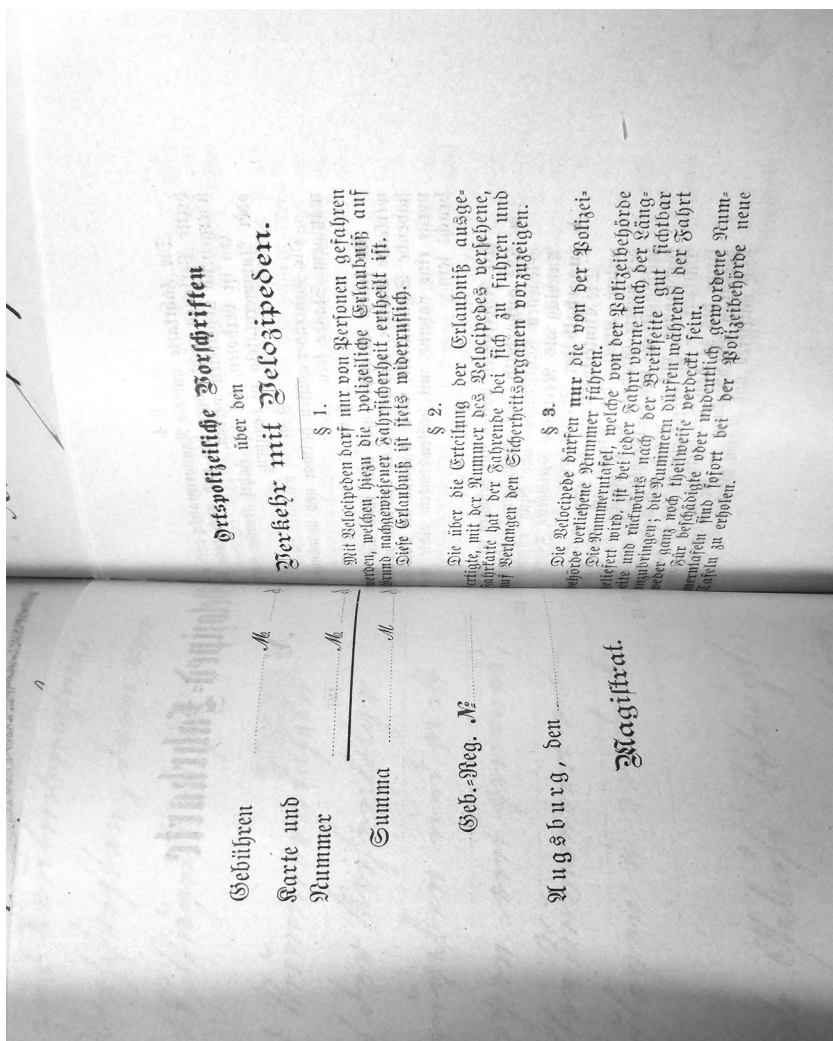 Gebühren ℳ
Karte und
Nummer ℳ
Summa ℳ
Geb.=Reg. №
Augsburg, den
Magistrat.
Ortspolizeiliche Vorschriften
über den
Verkehr mit Velozipeden.
§ 1.
Mit Velocipeden darf nur von Personen gefahren
werden, welchen hiezu die polizeiliche Erlaubniß auf
Grund nachgewiesener Fahrsicherheit ertheilt ist.
Diese Erlaubniß ist stets widerruflich.
§ 2.
Die über die Erteilung der Erlaubniß ausge=
fertigte, mit der Nummer des Velocipedes versehene,
Fahrkarte hat der Fahrende bei sich zu führen und
auf Verlangen den Sicherheitsorganen vorzuzeigen.
§ 3.
Die Velocipede dürfen nur die von der Polizei=
behörde verliehene Nummer führen.
Die Nummerntafel, welche von der Polizeibehörde
geliefert wird, ist bei jeder Fahrt vorne nach der Läng=
seite und rückwärts nach der Breitseite gut sichtbar
anzubringen; die Nummern dürfen während der Fahrt
weder ganz noch theilweise verdeckt sein.
Für beschädigte oder undeutlich gewordene Num=
merntafeln sind sofort bei der Polizeibehörde neue
Tafeln zu erholen.